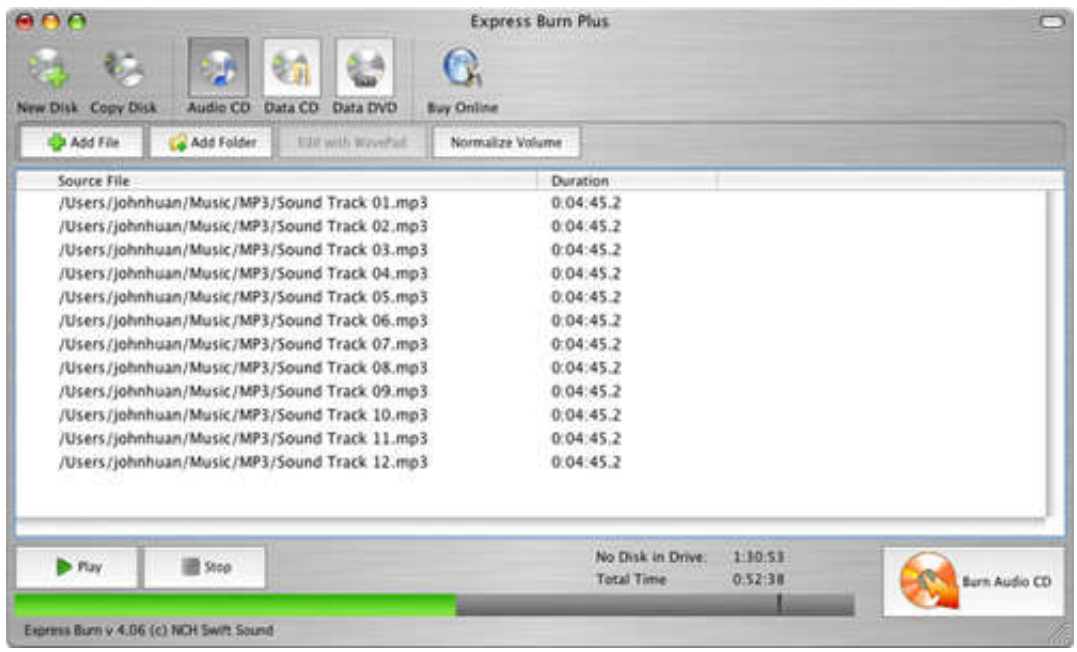 Express Burn Plus
New Disk Copy Disk Audio CD Data CD Data DVD Buy Online
Add File Add Folder Edit with WavePad Normalize Volume
Source File Duration
/Users/johnhuan/Music/MP3/Sound Track 01.mp3 0:04:45.2
/Users/johnhuan/Music/MP3/Sound Track 02.mp3 0:04:45.2
/Users/johnhuan/Music/MP3/Sound Track 03.mp3 0:04:45.2
/Users/johnhuan/Music/MP3/Sound Track 04.mp3 0:04:45.2
/Users/johnhuan/Music/MP3/Sound Track 05.mp3 0:04:45.2
/Users/johnhuan/Music/MP3/Sound Track 06.mp3 0:04:45.2
/Users/johnhuan/Music/MP3/Sound Track 07.mp3 0:04:45.2
/Users/johnhuan/Music/MP3/Sound Track 08.mp3 0:04:45.2
/Users/johnhuan/Music/MP3/Sound Track 09.mp3 0:04:45.2
/Users/johnhuan/Music/MP3/Sound Track 10.mp3 0:04:45.2
/Users/johnhuan/Music/MP3/Sound Track 11.mp3 0:04:45.2
/Users/johnhuan/Music/MP3/Sound Track 12.mp3 0:04:45.2
Play Stop No Disk in Drive: 1:30:53
Total Time 0:52:38
Burn Audio CD
Express Burn v 4.06 (c) NCH Swift Sound